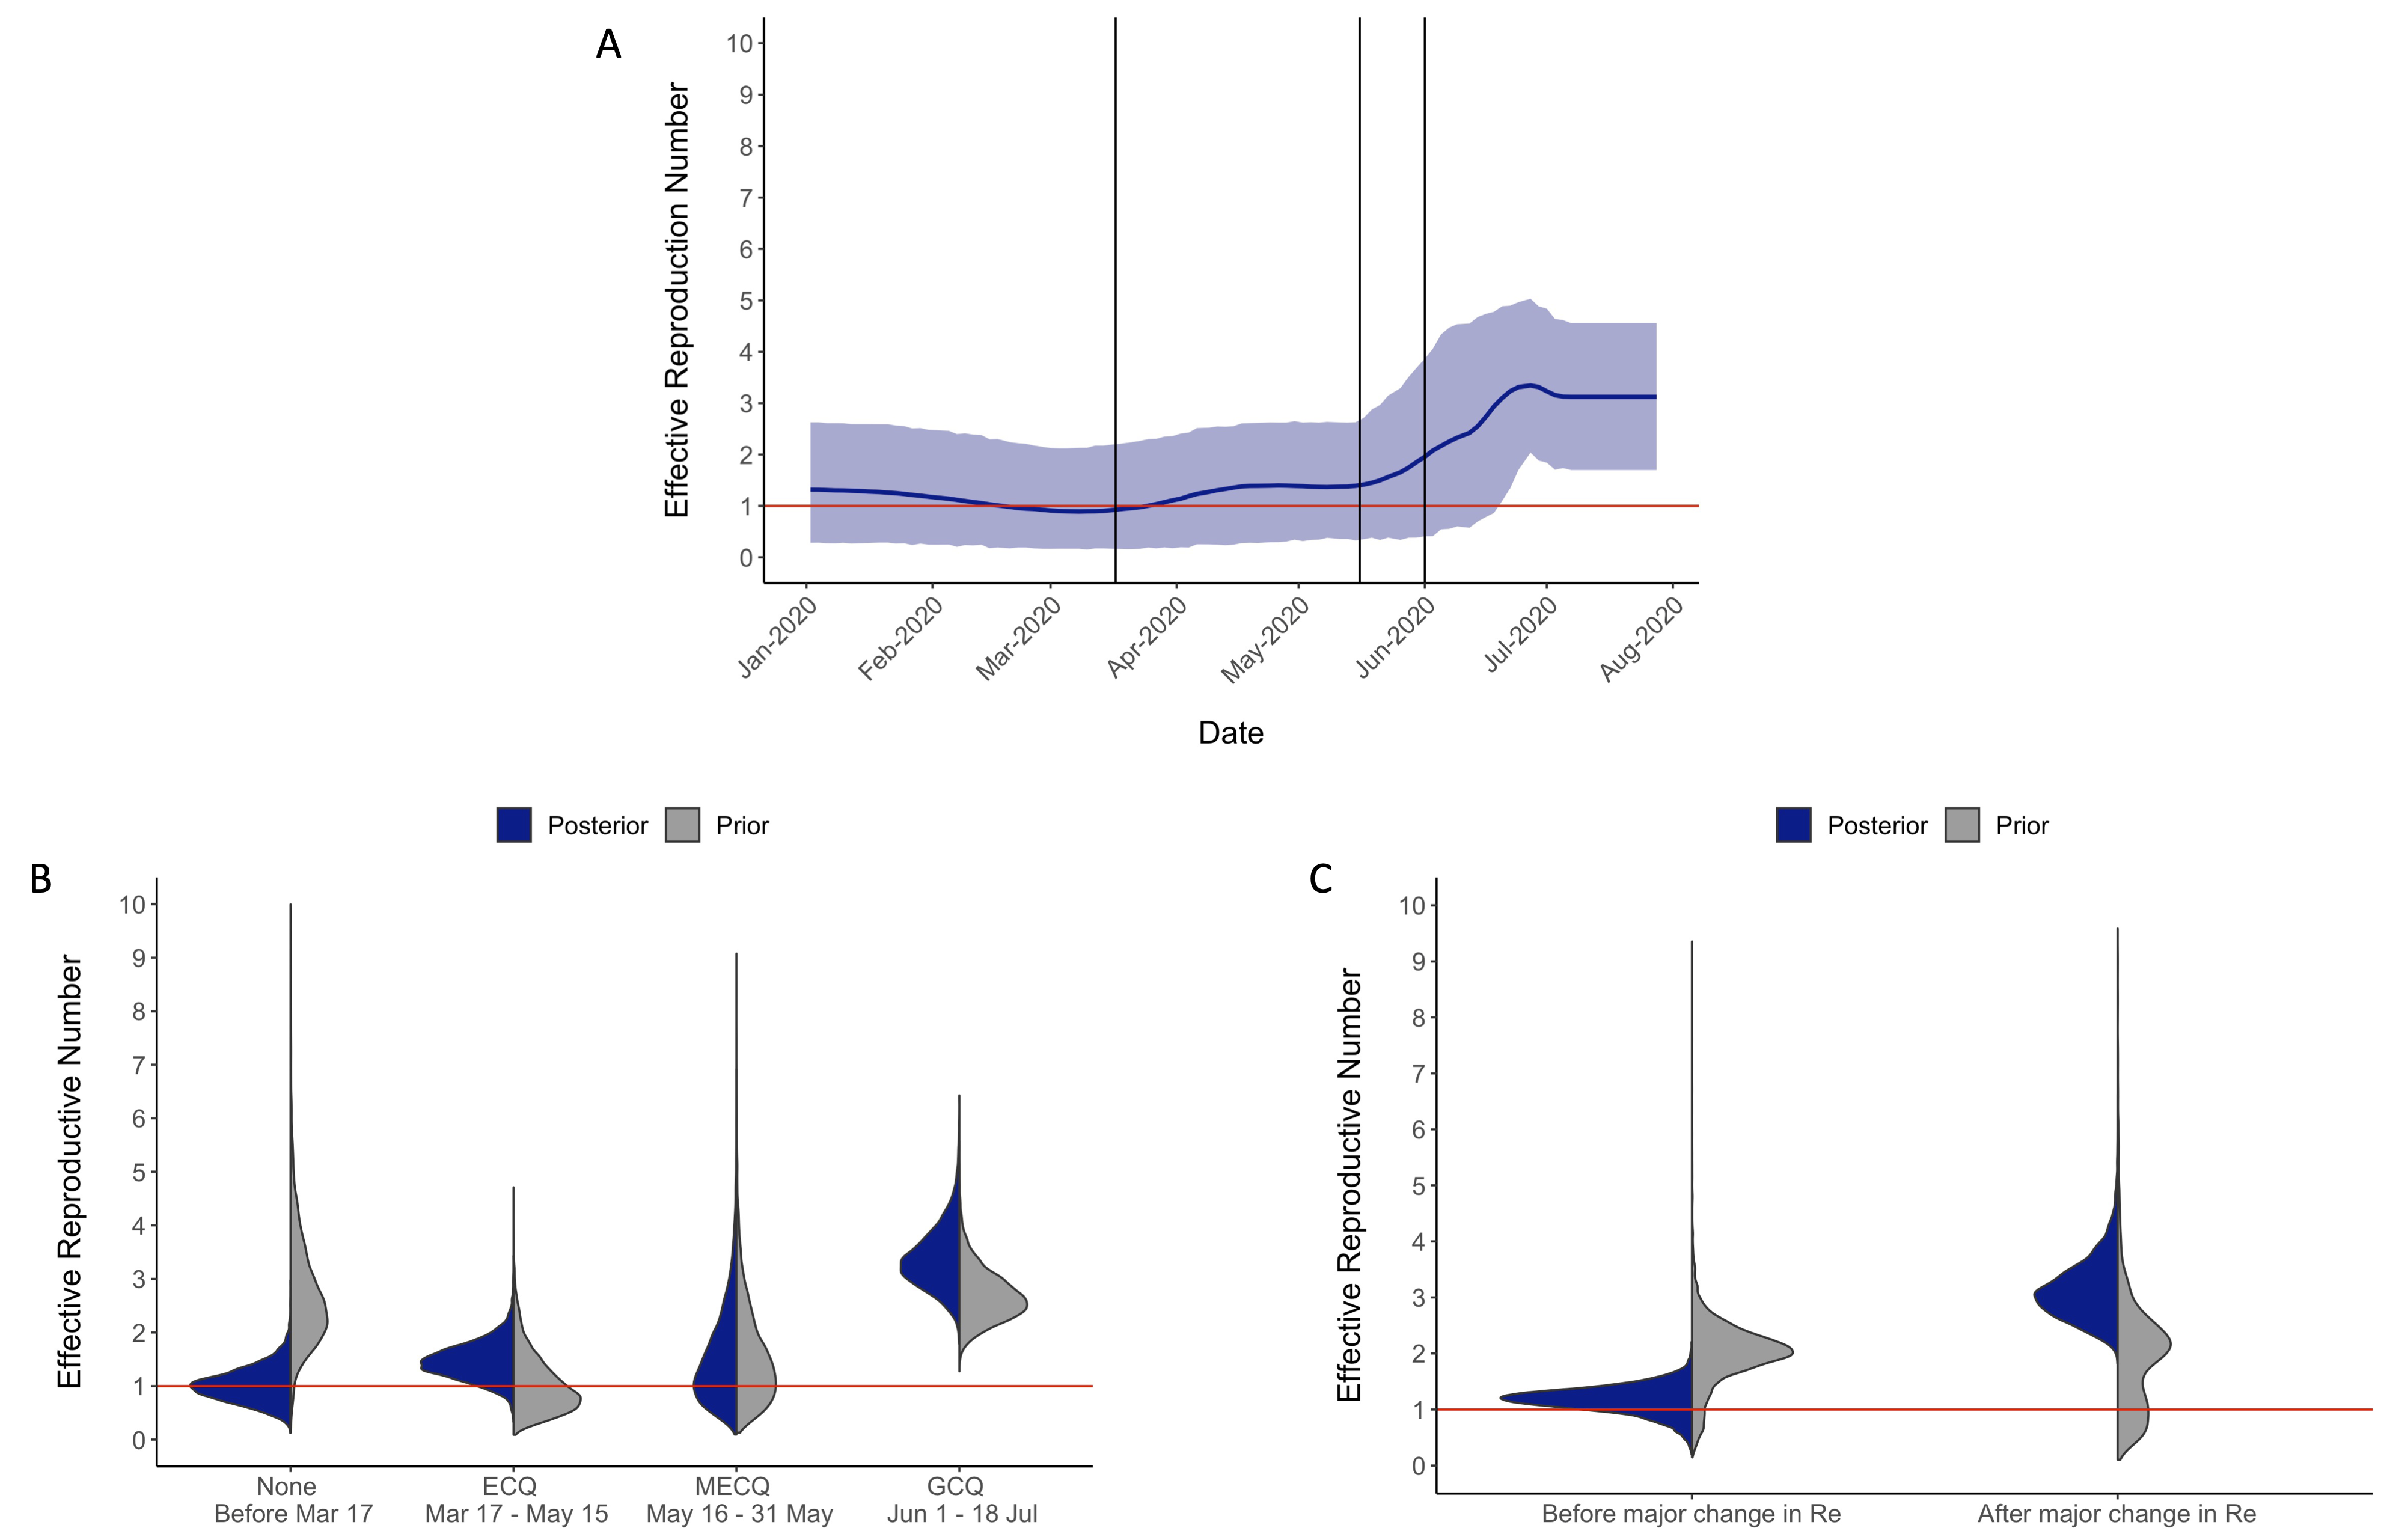 A
Effective Reproduction Number
10
9
8
7
6
5
4
3
2
1
0
Jan-2020
Feb-2020
Mar-2020
Apr-2020
May-2020
Jun-2020
Jul-2020
Aug-2020
Date
Posterior Prior
B
Effective Reproductive Number
10
9
8
7
6
5
4
3
2
1
0
None
Before Mar 17
ECQ
Mar 17 - May 15
MECQ
May 16 - 31 May
GCQ
Jun 1 - 18 Jul
Posterior Prior
C
Effective Reproductive Number
10
9
8
7
6
5
4
3
2
1
0
Before major change in Re
After major change in Re